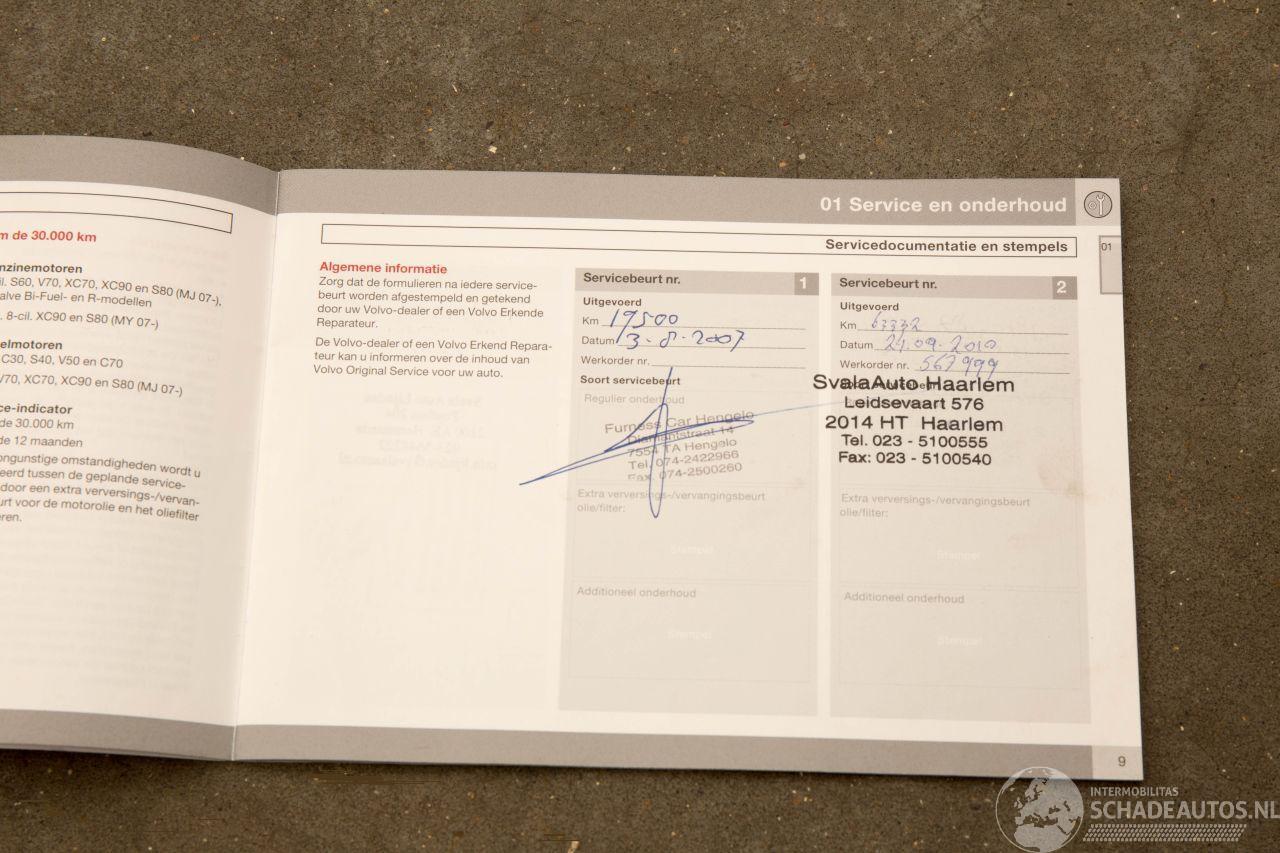 m de 30.000 km
nzinemotoren
il. S60, V70, XC70, XC90 en S80 (MJ 07-),
alve Bi-Fuel- en R-modellen
. 8-cil. XC90 en S80 (MY 07-)
elmotoren
C30, S40, V50 en C70
V70, XC70, XC90 en S80 (MJ 07-)
ce-indicator
de 30.000 km
de 12 maanden
ongunstige omstandigheden wordt u
eerd tussen de geplande service-
door een extra verversings-/vervan-
urt voor de motorolie en het oliefilter
eren.
01 Service en onderhoud
Servicedocumentatie en stempels
01
Algemene informatie
Zorg dat de formulieren na iedere service-
beurt worden afgestempeld en getekend
door uw Volvo-dealer of een Volvo Erkende
Reparateur.
De Volvo-dealer of een Volvo Erkend Repara-
teur kan u informeren over de inhoud van
Volvo Original Service voor uw auto.
Servicebeurt nr. 1
Uitgevoerd
Km 19500
Datum 13-8-2007
Werkorder nr.
Soort servicebeurt
Regulier onderhoud
Furness Car Hengelo
Diamantstraat 14
7554 TA Hengelo
Tel. 074-2422966
Fax. 074-2500260
Extra verversings-/vervangingsbeurt
olie/filter:
Stempel
Additioneel onderhoud
Stempel
Servicebeurt nr. 2
Uitgevoerd
Km 63332
Datum 21.09.2010
Werkorder nr. 567999
SvalaAuto Haarlem
Leidsevaart 576
2014 HT Haarlem
Tel. 023 - 5100555
Fax: 023 - 5100540
Extra verversings-/vervangingsbeurt
olie/filter:
Stempel
Additioneel onderhoud
Stempel
9
INTERMOBILITAS
SCHADEAUTOS.NL